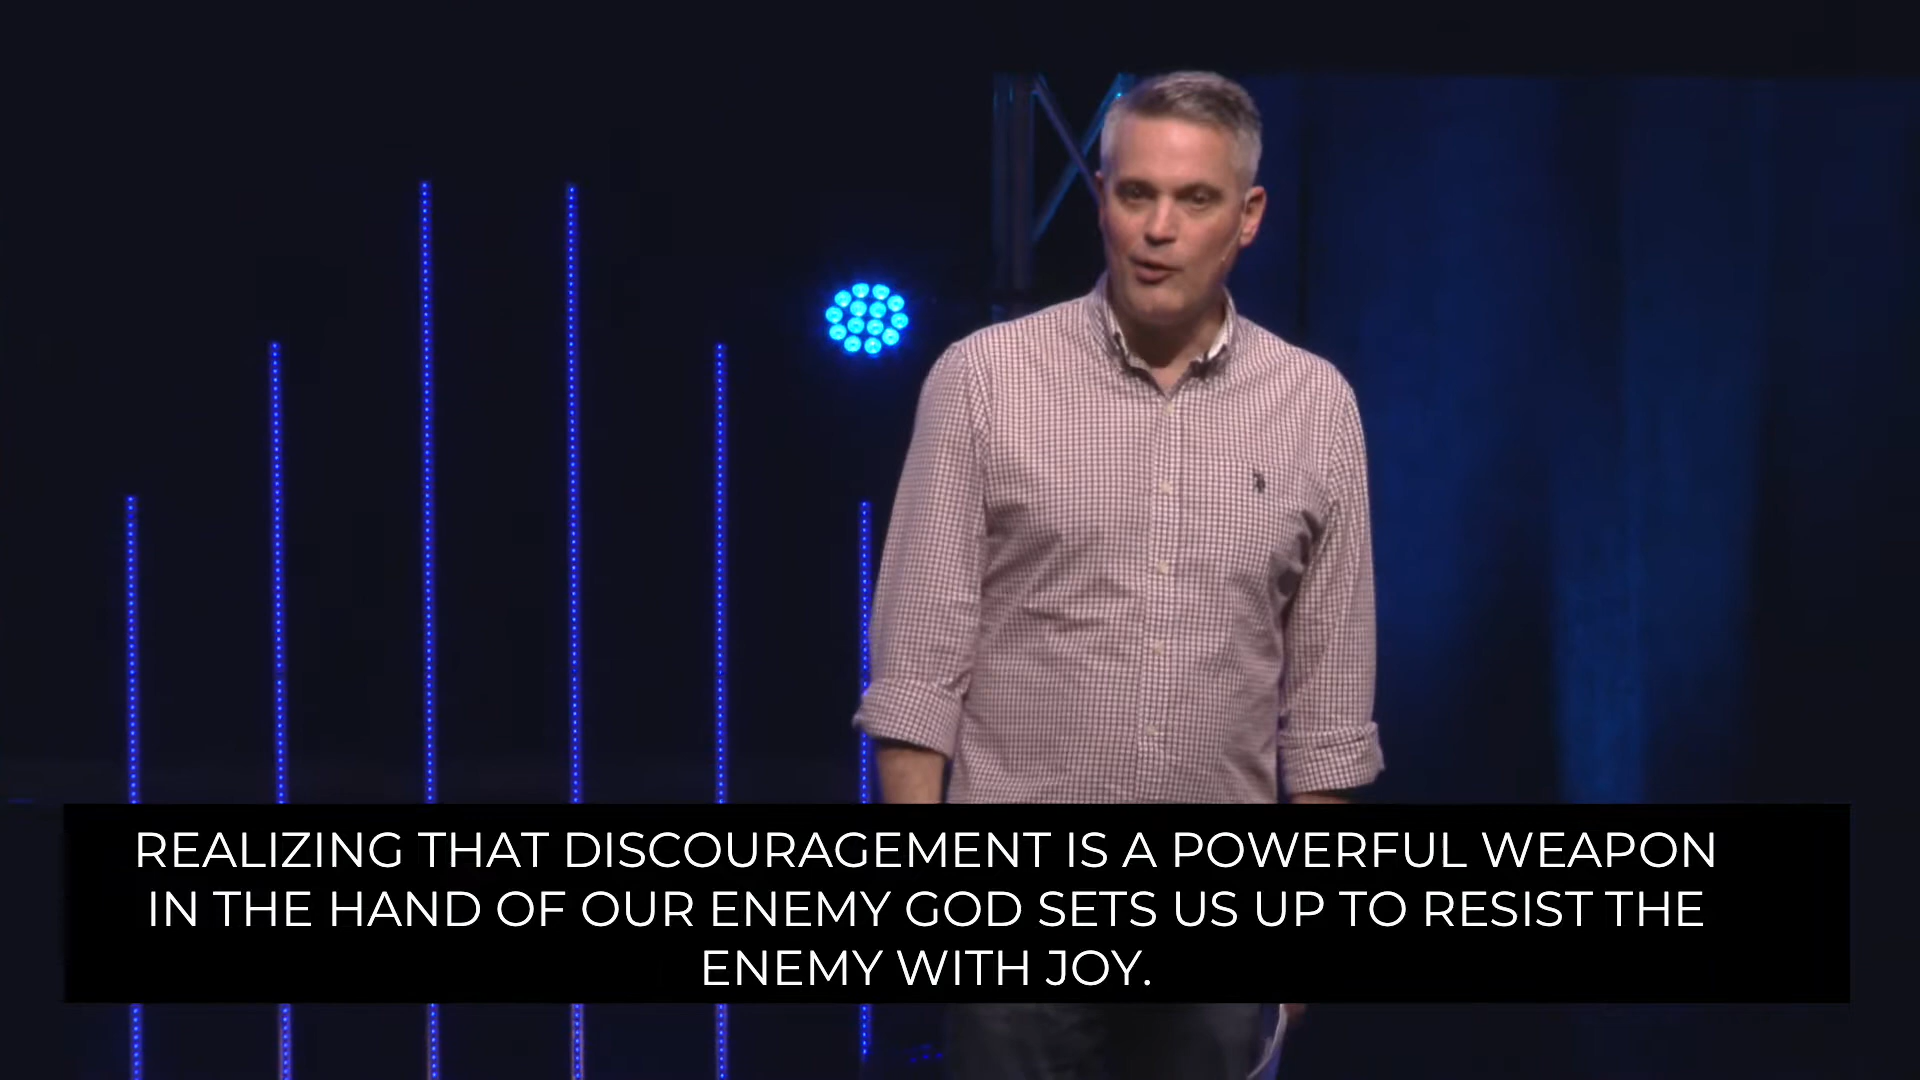 REALIZING THAT DISCOURAGEMENT IS A POWERFUL WEAPON
IN THE HAND OF OUR ENEMY GOD SETS US UP TO RESIST THE
ENEMY WITH JOY.